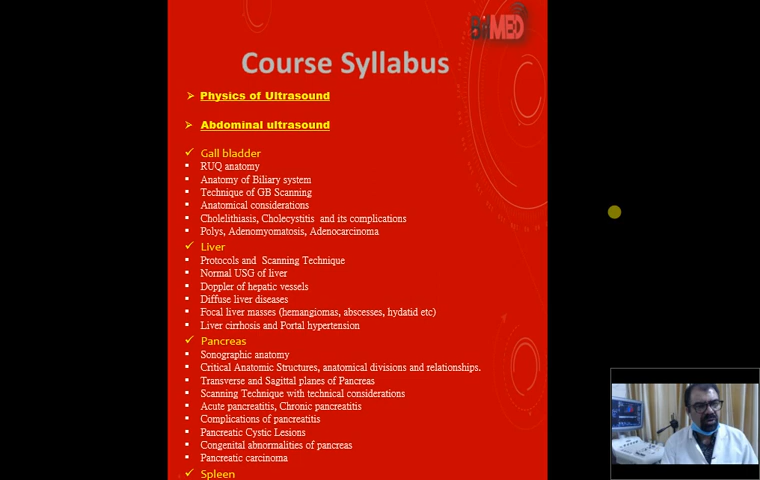 BilMED
Course Syllabus
➢ Physics of Ultrasound
➢ Abdominal ultrasound
✓ Gall bladder
▪ RUQ anatomy
▪ Anatomy of Biliary system
▪ Technique of GB Scanning
▪ Anatomical considerations
▪ Cholelithiasis, Cholecystitis and its complications
▪ Polys, Adenomyomatosis, Adenocarcinoma
✓ Liver
▪ Protocols and Scanning Technique
▪ Normal USG of liver
▪ Doppler of hepatic vessels
▪ Diffuse liver diseases
▪ Focal liver masses (hemangiomas, abscesses, hydatid etc)
▪ Liver cirrhosis and Portal hypertension
✓ Pancreas
▪ Sonographic anatomy
▪ Critical Anatomic Structures, anatomical divisions and relationships.
▪ Transverse and Sagittal planes of Pancreas
▪ Scanning Technique with technical considerations
▪ Acute pancreatitis, Chronic pancreatitis
▪ Complications of pancreatitis
▪ Pancreatic Cystic Lesions
▪ Congenital abnormalities of pancreas
▪ Pancreatic carcinoma
✓ Spleen